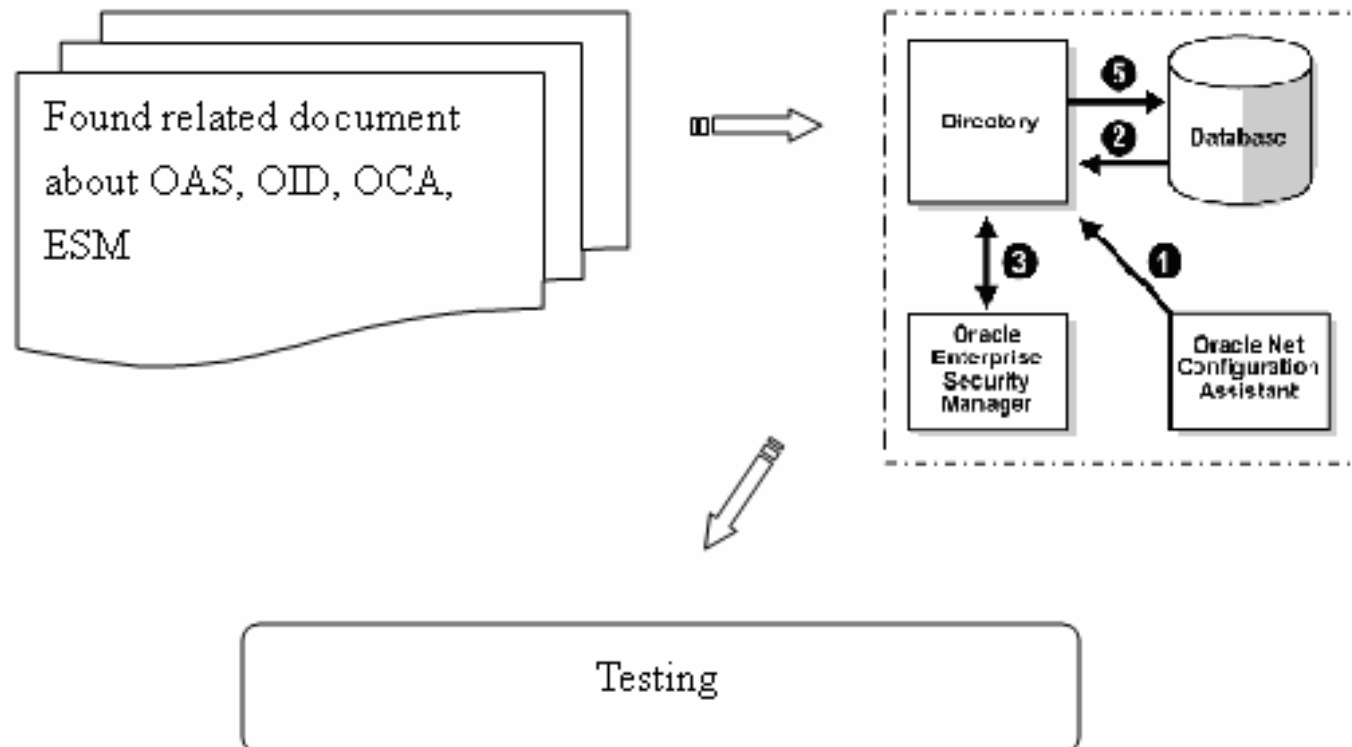 Found related document
about OAS, OID, OCA,
ESM
Directory
5
2
Database
3
1
Oracle
Enterprise
Security
Manager
Oracle Net
Configuration
Assistant
Testing